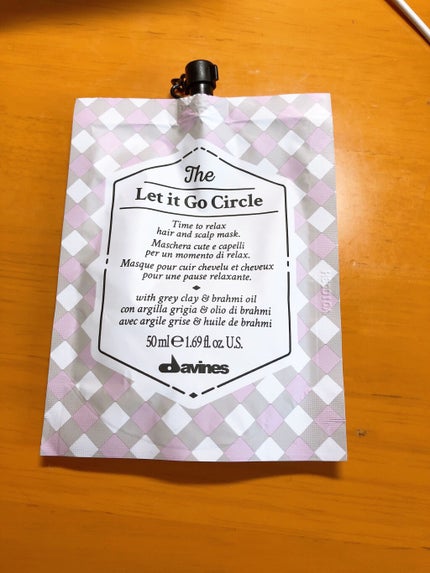 The
Let it Go Circle
Time to relax
hair and scalp mask.
Maschera cute e capelli
per un momento di relax.
Masque pour cuir chevelu et cheveux
pour une pause relaxante.
with grey clay & brahmi oil
con argilla grigia & olio di brahmi
avec argile grise & huile de brahmi
50 ml ℮ 1.69 fl. oz. U.S.
davines